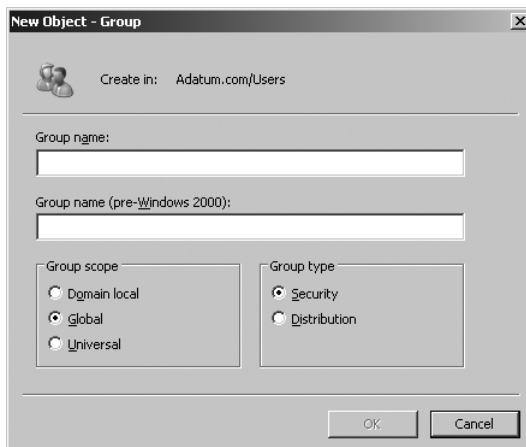 New Object - Group
Create in: Adatum.com/Users
Group name:
Group name (pre-Windows 2000):
Group scope
Domain local
Global
Universal
Group type
Security
Distribution
OK
Cancel